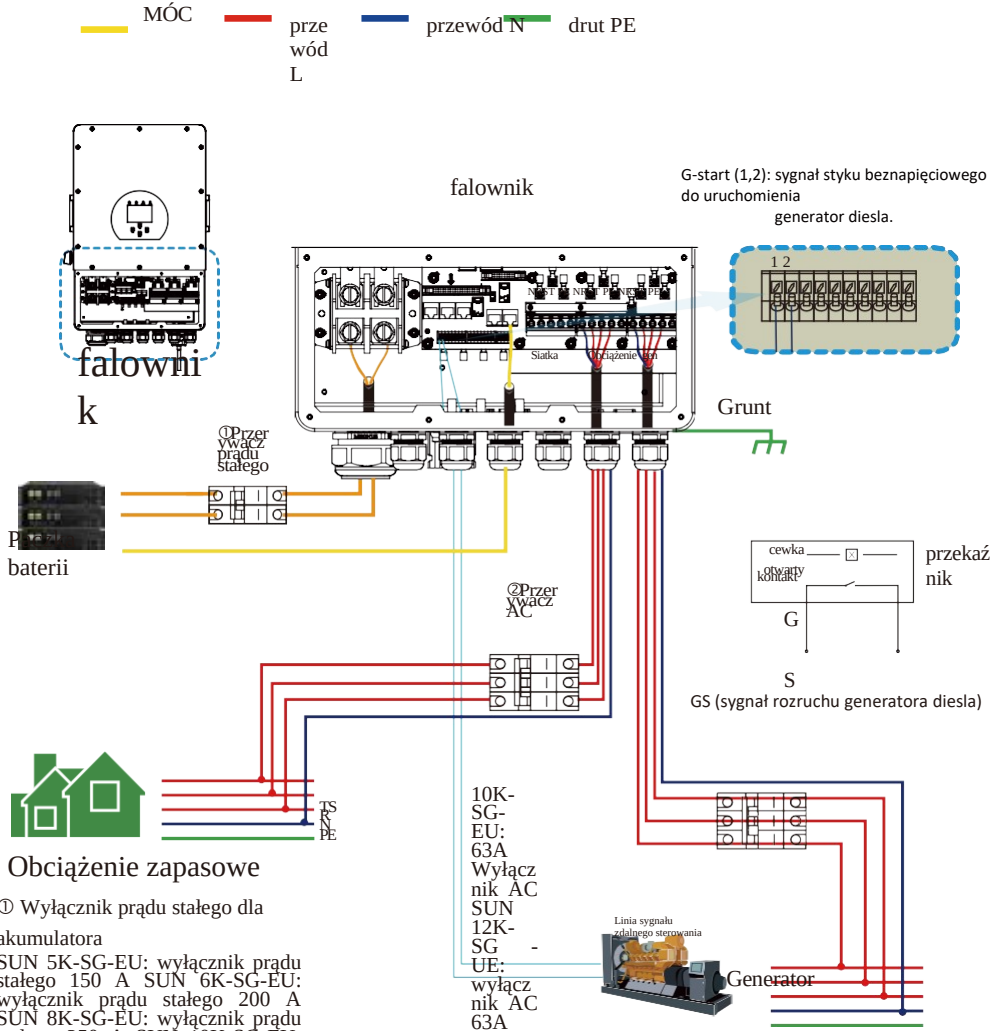 MÓC
prze
wód
L
przewód N
drut PE
falownik
G-start (1,2): sygnał styku beznapięciowego
do uruchomienia
generator diesla.
1 2
falowni
k
Siatka
Obciążenie
Grunt
①Przer
ywacz
prądu
stałego
baterii
②Przer
ywacz
AC
cewka
otwarty
kontakt
przekaź
nik
G
S
GS (sygnał rozruchu generatora diesla)
TS
R
N
PE
Obciążenie zapasowe
① Wyłącznik prądu stałego dla
akumulatora
SUN 5K-SG-EU: wyłącznik prądu
stałego 150 A SUN 6K-SG-EU:
wyłącznik prądu stałego 200 A
SUN 8K-SG-EU: wyłącznik prądu
10K-
SG-
EU:
63A
Wyłącz
nik AC
SUN
12K-
SG -
UE:
wyłącz
nik AC
63A
Linia sygnału
zdalnego sterowania
Generator